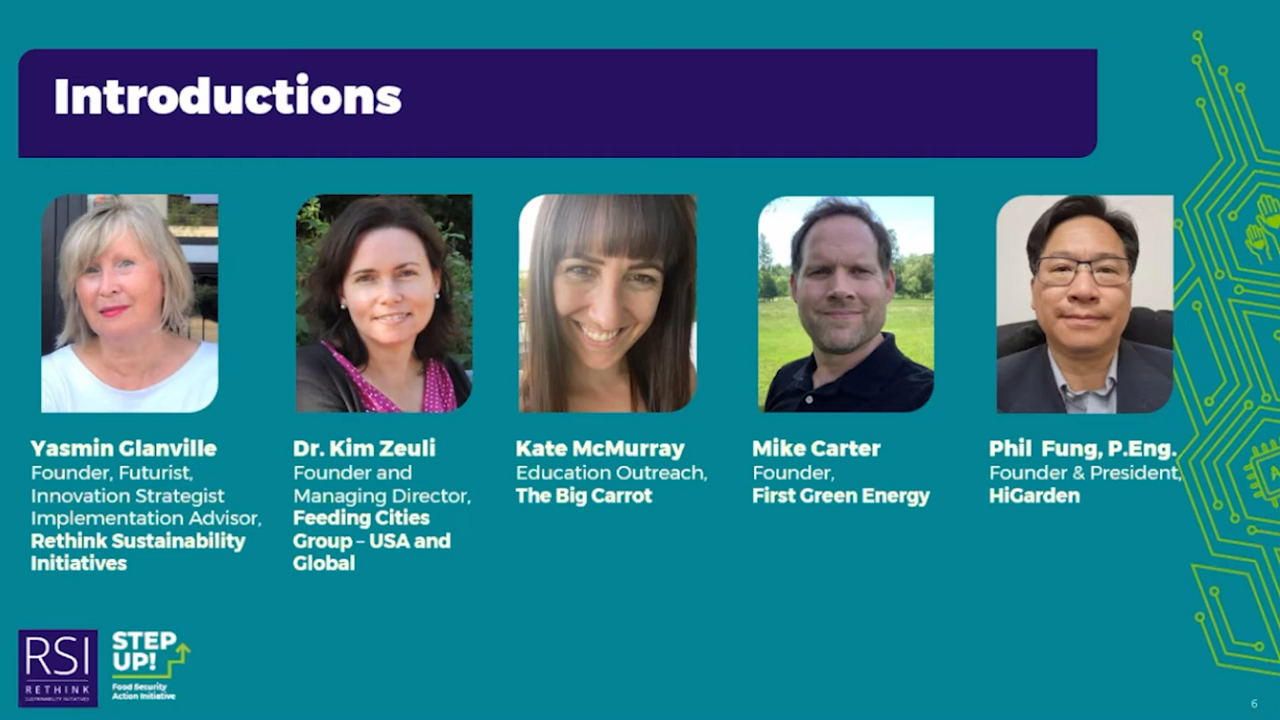 Introductions
Yasmin Glanville
Founder, Futurist,
Innovation Strategist
Implementation Advisor,
Rethink Sustainability
Initiatives
Dr. Kim Zeuli
Founder and
Managing Director,
Feeding Cities
Group – USA and
Global
Kate McMurray
Education Outreach,
The Big Carrot
Mike Carter
Founder,
First Green Energy
Phil Fung, P.Eng.
Founder & President,
HiGarden
RSI
RETHINK
SUSTAINABILITY INITIATIVES
STEP
UP!
Food Security
Action Initiative
6